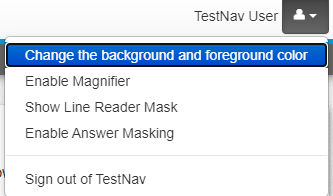 TestNav User
Change the background and foreground color
Enable Magnifier
Show Line Reader Mask
Enable Answer Masking
Sign out of TestNav